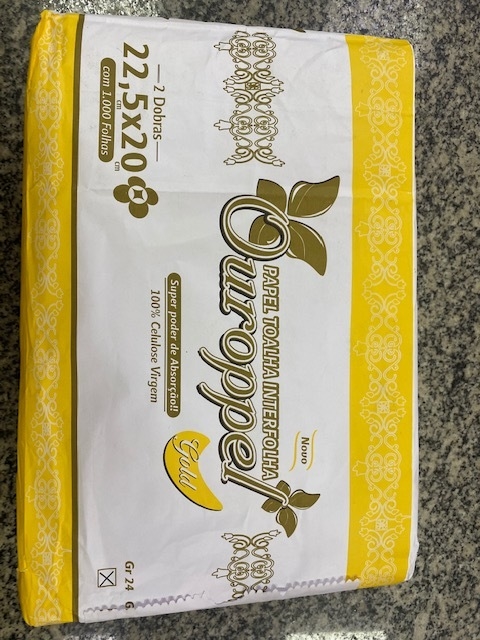 Novo
PAPEL TOALHA INTERFOLHA
Ouroppel
Gold
Super poder de Absorção!!
100% Celulose Virgem
2 Dobras
22,5x20
cm cm
com 1.000 Folhas
Gr 24